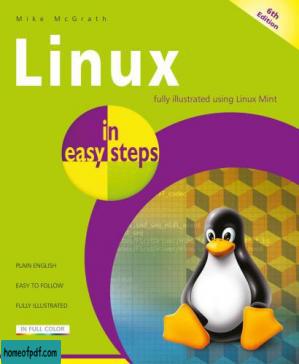 Mike McGrath
6th
Edition
Linux
fully illustrated using Linux Mint
in
easy steps
PLAIN ENGLISH
EASY TO FOLLOW
FULLY ILLUSTRATED
IN FULL COLOR
homeofpdf.com